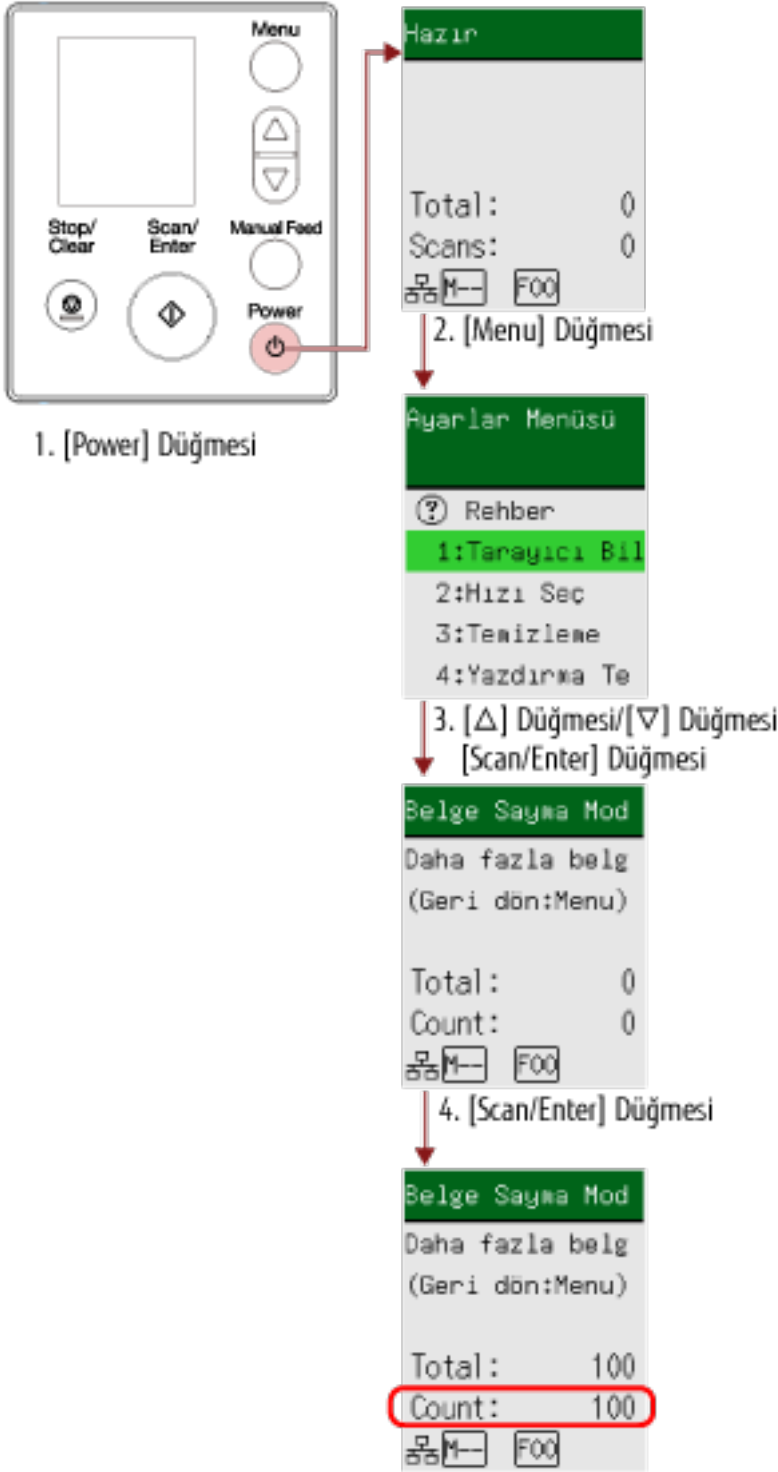 Menu
Stop/
Clear
Scan/
Enter
Manual Feed
Power
1. [Power] Düğmesi
Hazır
Total: 0
Scans: 0
M-- F00
2. [Menu] Düğmesi
Ayarlar Menüsü
? Rehber
1:Tarayıcı Bil
2:Hızı Seç
3:Temizleme
4:Yazdırma Te
3. [△] Düğmesi/[▽] Düğmesi
[Scan/Enter] Düğmesi
Belge Sayma Mod
Daha fazla belg
(Geri dön:Menu)
Total: 0
Count: 0
M-- F00
4. [Scan/Enter] Düğmesi
Belge Sayma Mod
Daha fazla belg
(Geri dön:Menu)
Total: 100
Count: 100
M-- F00